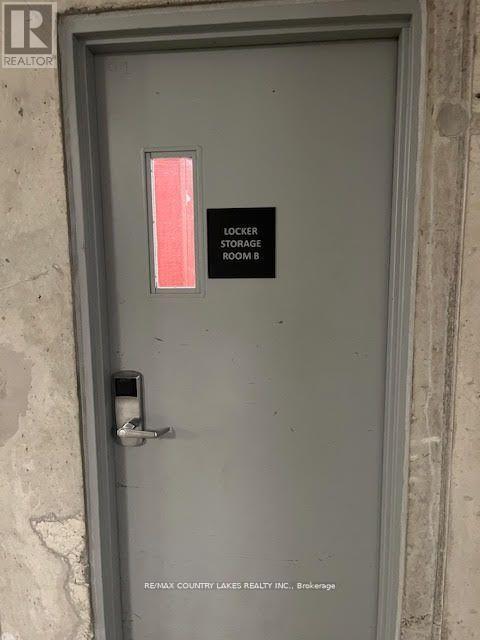 R
REALTOR
LOCKER
STORAGE
ROOM B
RE/MAX COUNTRY LAKES REALTY INC., Brokerage